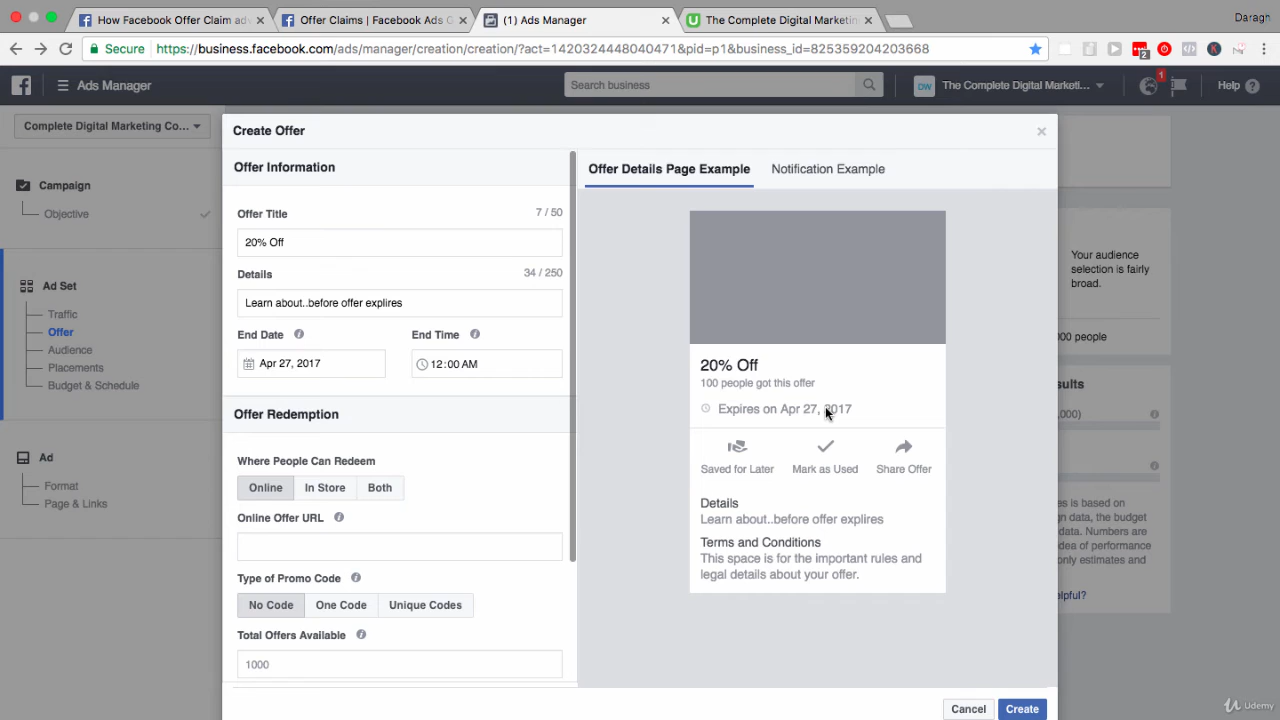 How Facebook Offer Claim adv
Offer Claims | Facebook Ads G
(1) Ads Manager
The Complete Digital Marketin
Daragh
Secure
https://business.facebook.com/ads/manager/creation/creation/?act=1420324448040471&pid=p1&business_id=825359204203668
2
Ads Manager
Search business
DW
The Complete Digital Marketi...
1
Help
Complete Digital Marketing Co...
Campaign
Objective
Ad Set
Traffic
Offer
Audience
Placements
Budget & Schedule
Ad
Format
Page & Links
Create Offer
Offer Information
Offer Title
7 / 50
20% Off
Details
34 / 250
Learn about..before offer explires
End Date
End Time
Apr 27, 2017
12:00 AM
Offer Redemption
Where People Can Redeem
Online
In Store
Both
Online Offer URL
Type of Promo Code
No Code
One Code
Unique Codes
Total Offers Available
1000
Offer Details Page Example
Notification Example
20% Off
100 people got this offer
Expires on Apr 27, 2017
Saved for Later
Mark as Used
Share Offer
Details
Learn about..before offer explires
Terms and Conditions
This space is for the important rules and
legal details about your offer.
Cancel
Create
Your audience
selection is fairly
broad.
000 people
sults
,000)
es is based on
gn data, the budget
data. Numbers are
idea of performance
only estimates and
elpful?
Udemy